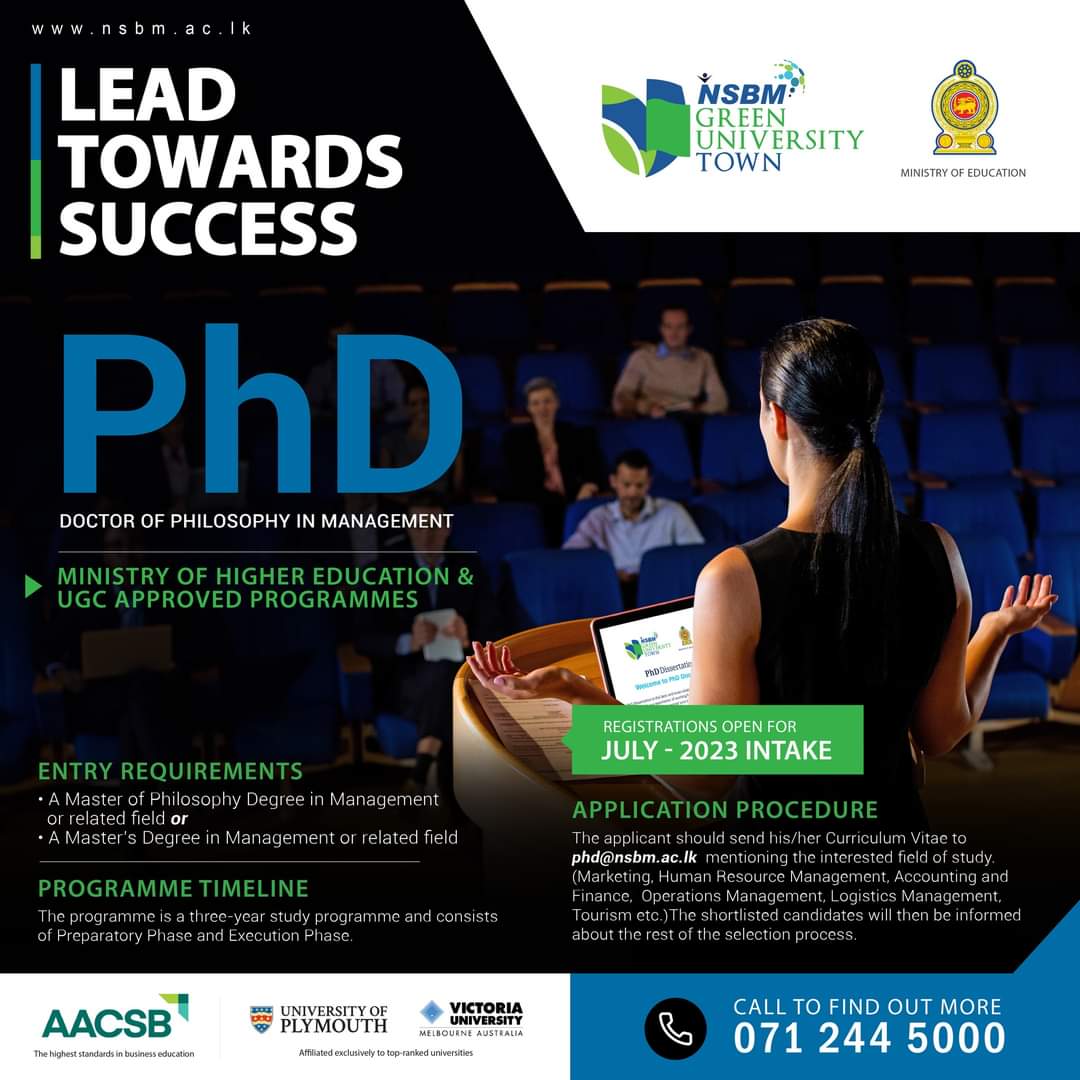 www.nsbm.ac.lk
LEAD
TOWARDS
SUCCESS
NSBM
GREEN
UNIVERSITY
TOWN
MINISTRY OF EDUCATION
PhD
DOCTOR OF PHILOSOPHY IN MANAGEMENT
MINISTRY OF HIGHER EDUCATION &
UGC APPROVED PROGRAMMES
NSBM
GREEN
UNIVERSITY
TOWN
PhD
Welcome to PhD
REGISTRATIONS OPEN FOR
JULY - 2023 INTAKE
ENTRY REQUIREMENTS
• A Master of Philosophy Degree in Management
or related field or
• A Master's Degree in Management or related field
PROGRAMME TIMELINE
The programme is a three-year study programme and consists
of Preparatory Phase and Execution Phase.
APPLICATION PROCEDURE
The applicant should send his/her Curriculum Vitae to
phd@nsbm.ac.lk mentioning the interested field of study.
(Marketing, Human Resource Management, Accounting and
Finance, Operations Management, Logistics Management,
Tourism etc.)The shortlisted candidates will then be informed
about the rest of the selection process.
AACSB
The highest standards in business education
UNIVERSITY OF
PLYMOUTH
VICTORIA
UNIVERSITY
MELBOURNE AUSTRALIA
Affiliated exclusively to top-ranked universities
CALL TO FIND OUT MORE
071 244 5000